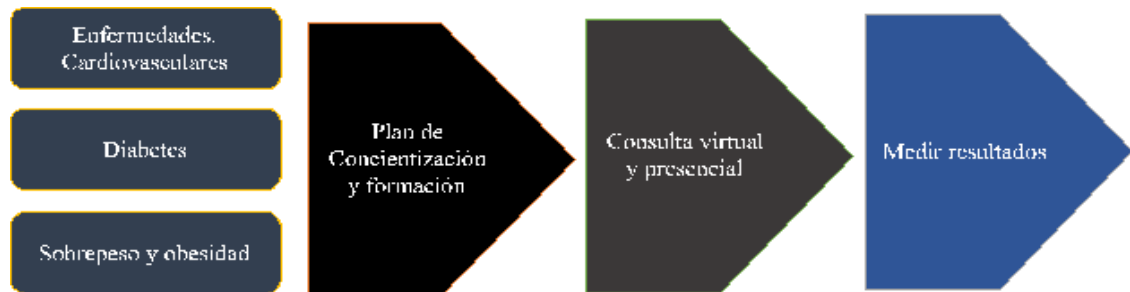 Enfermedades.
Cardiovasculares
Diabetes
Sobrepeso y obesidad
Plan de
Concientización
y formación
Consulta virtual
y presencial
Medir resultados